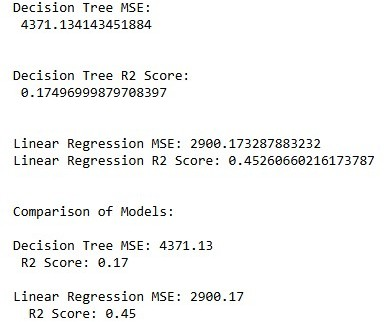 Decision Tree MSE:
4371.134143451884
Decision Tree R2 Score:
0.17496999879708397
Linear Regression MSE: 2900.173287883232
Linear Regression R2 Score: 0.45260660216173787
Comparison of Models:
Decision Tree MSE: 4371.13
R2 Score: 0.17
Linear Regression MSE: 2900.17
R2 Score: 0.45